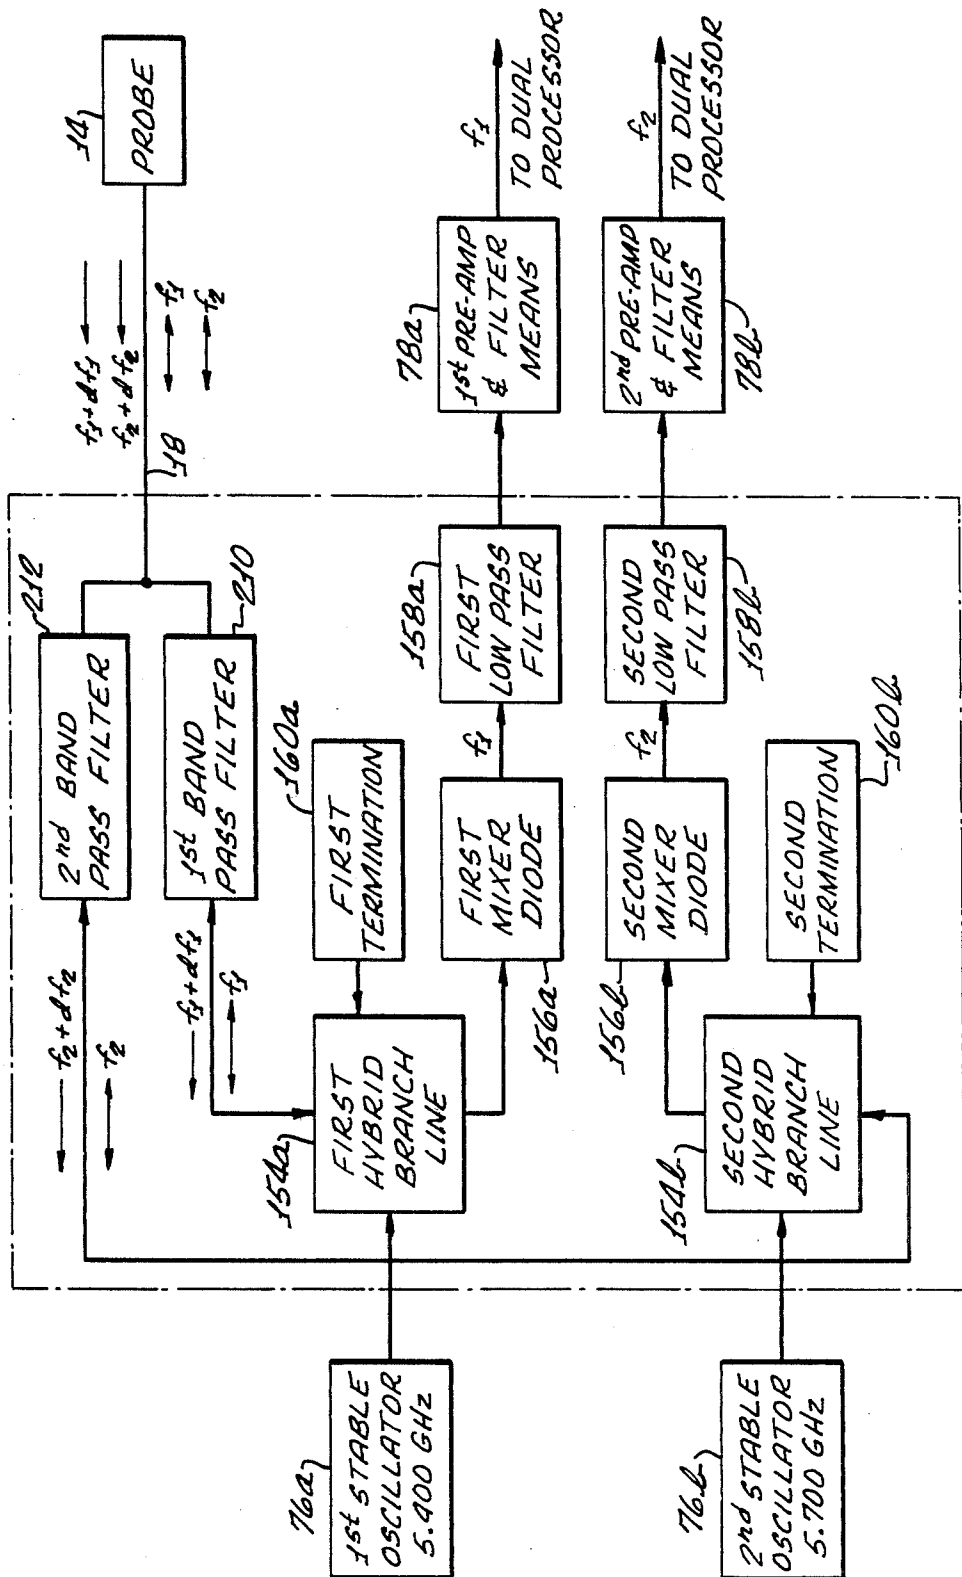 14
PROBE
f1+df1
f2+df2
f1
f2
18
212
2nd BAND
PASS FILTER
210
1st BAND
PASS FILTER
f2+df2
f2
f1+df1
f1
160a
FIRST
TERMINATION
154a
FIRST
HYBRID
BRANCH
LINE
FIRST
MIXER
DIODE
156a
f1
158a
FIRST
LOW PASS
FILTER
78a
1st PRE-AMP
& FILTER
MEANS
f1
TO DUAL
PROCESSOR
76a
1st STABLE
OSCILLATOR
5.400 GHz
76b
2nd STABLE
OSCILLATOR
5.700 GHz
154b
SECOND
HYBRID
BRANCH
LINE
156b
SECOND
MIXER
DIODE
SECOND
TERMINATION
160b
f2
SECOND
LOW PASS
FILTER
158b
2nd PRE-AMP
& FILTER
MEANS
78b
f2
TO DUAL
PROCESSOR